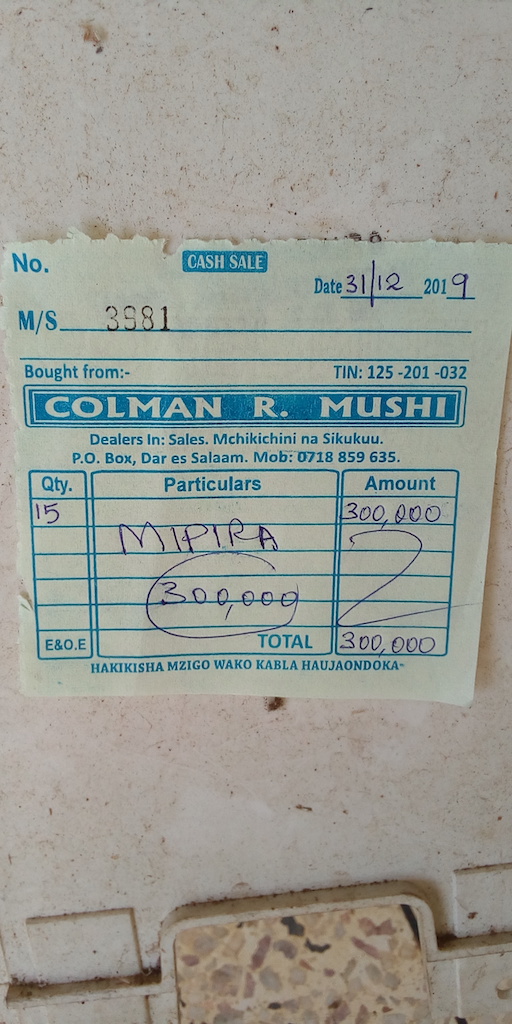 No. CASH SALE
Date 31/12 2019
M/S 3981
Bought from:- TIN: 125 -201 -032
COLMAN R. MUSHI
Dealers In: Sales. Mchikichini na Sikukuu.
P.O. Box, Dar es Salaam. Mob: 0718 859 635.
Qty. Particulars Amount
15 300,000
MIPIRA
300,000
E&O.E TOTAL 300,000
HAKIKISHA MZIGO WAKO KABLA HAUJAONDOKA